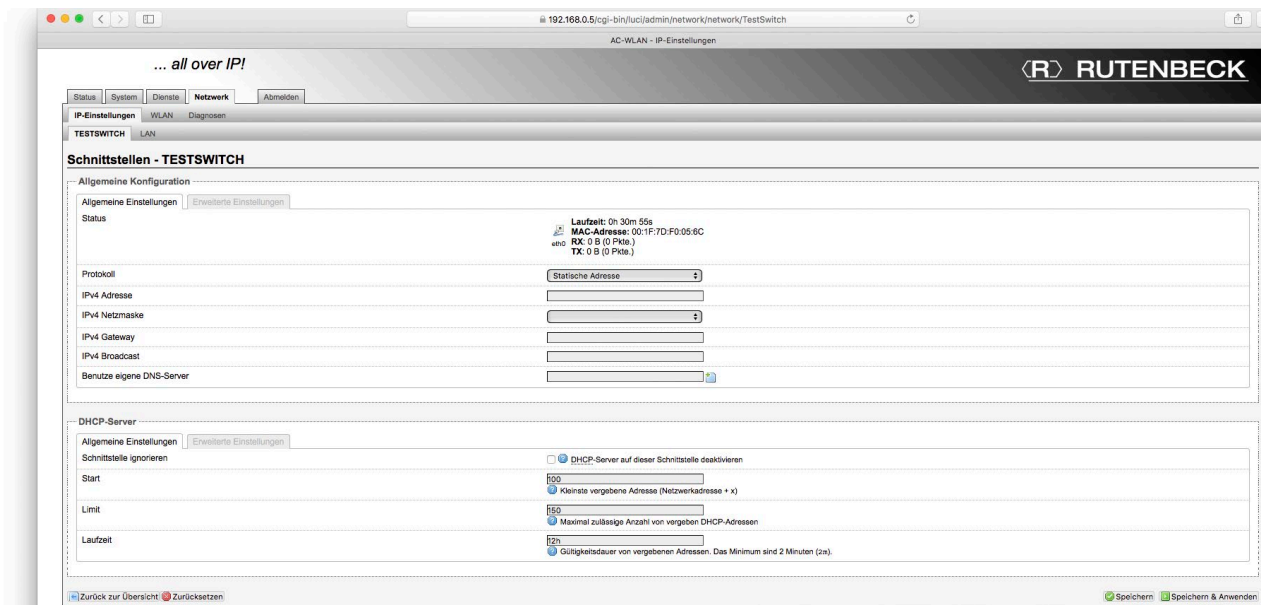 192.168.0.5/cgi-bin/luci/admin/network/network/TestSwitch
AC-WLAN - IP-Einstellungen
... all over IP!
⟨R⟩ RUTENBECK
Status System Dienste Netzwerk Abmelden
IP-Einstellungen WLAN Diagnosen
TESTSWITCH LAN
Schnittstellen - TESTSWITCH
Allgemeine Konfiguration
Allgemeine Einstellungen Erweiterte Einstellungen
Status
Laufzeit: 0h 30m 55s
MAC-Adresse: 00:1F:7D:F0:05:6C
eth0 RX: 0 B (0 Pkte.)
TX: 0 B (0 Pkte.)
Protokoll Statische Adresse
IPv4 Adresse
IPv4 Netzmaske
IPv4 Gateway
IPv4 Broadcast
Benutze eigene DNS-Server
DHCP-Server
Allgemeine Einstellungen Erweiterte Einstellungen
Schnittstelle ignorieren DHCP-Server auf dieser Schnittstelle deaktivieren
Start 100
Kleinste vergebene Adresse (Netzwerkadresse + x)
Limit 150
Maximal zulässige Anzahl von vergeben DHCP-Adressen
Laufzeit 12h
Gültigkeitsdauer von vergebenen Adressen. Das Minimum sind 2 Minuten (2m).
Zurück zur Übersicht Zurücksetzen Speichern Speichern & Anwenden